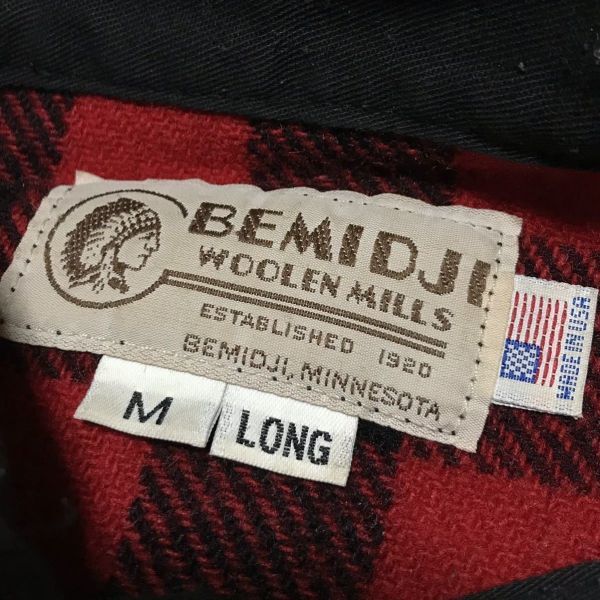 BEMIDJI
WOOLEN MILLS
ESTABLISHED 1920
BEMIDJI, MINNESOTA
M
LONG
MADE IN USA